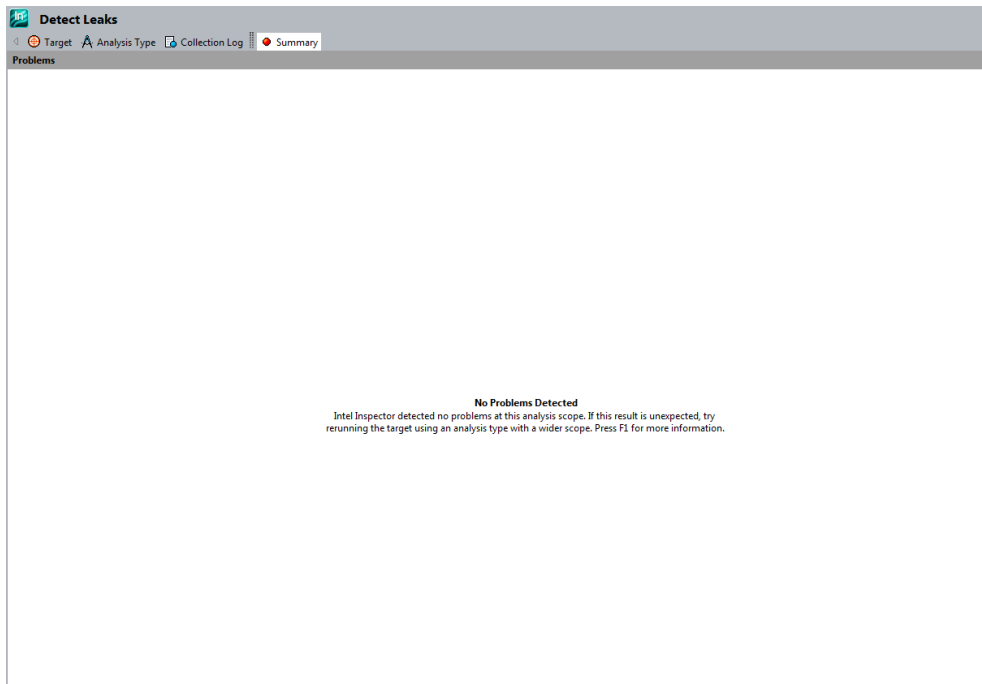 In
Detect Leaks
Target Analysis Type Collection Log Summary
Problems
No Problems Detected
Intel Inspector detected no problems at this analysis scope. If this result is unexpected, try
rerunning the target using an analysis type with a wider scope. Press F1 for more information.